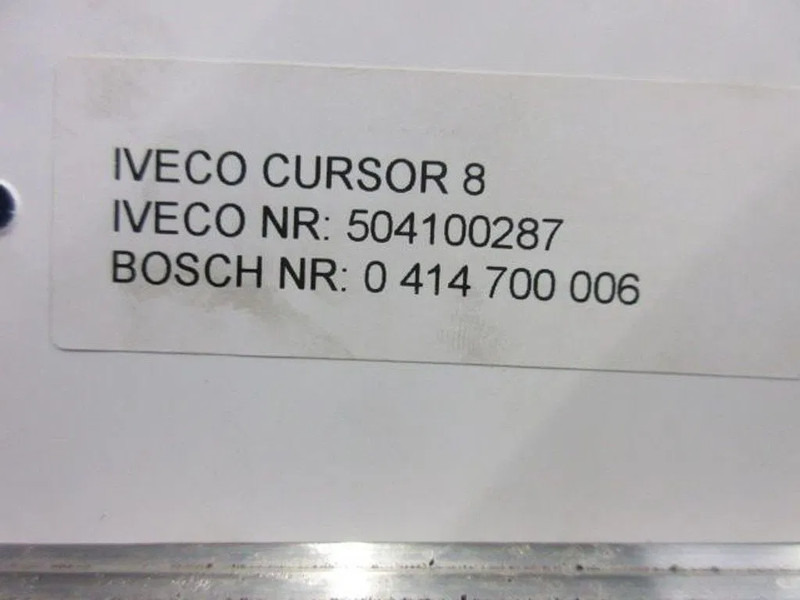 IVECO CURSOR 8
IVECO NR: 504100287
BOSCH NR: 0 414 700 006